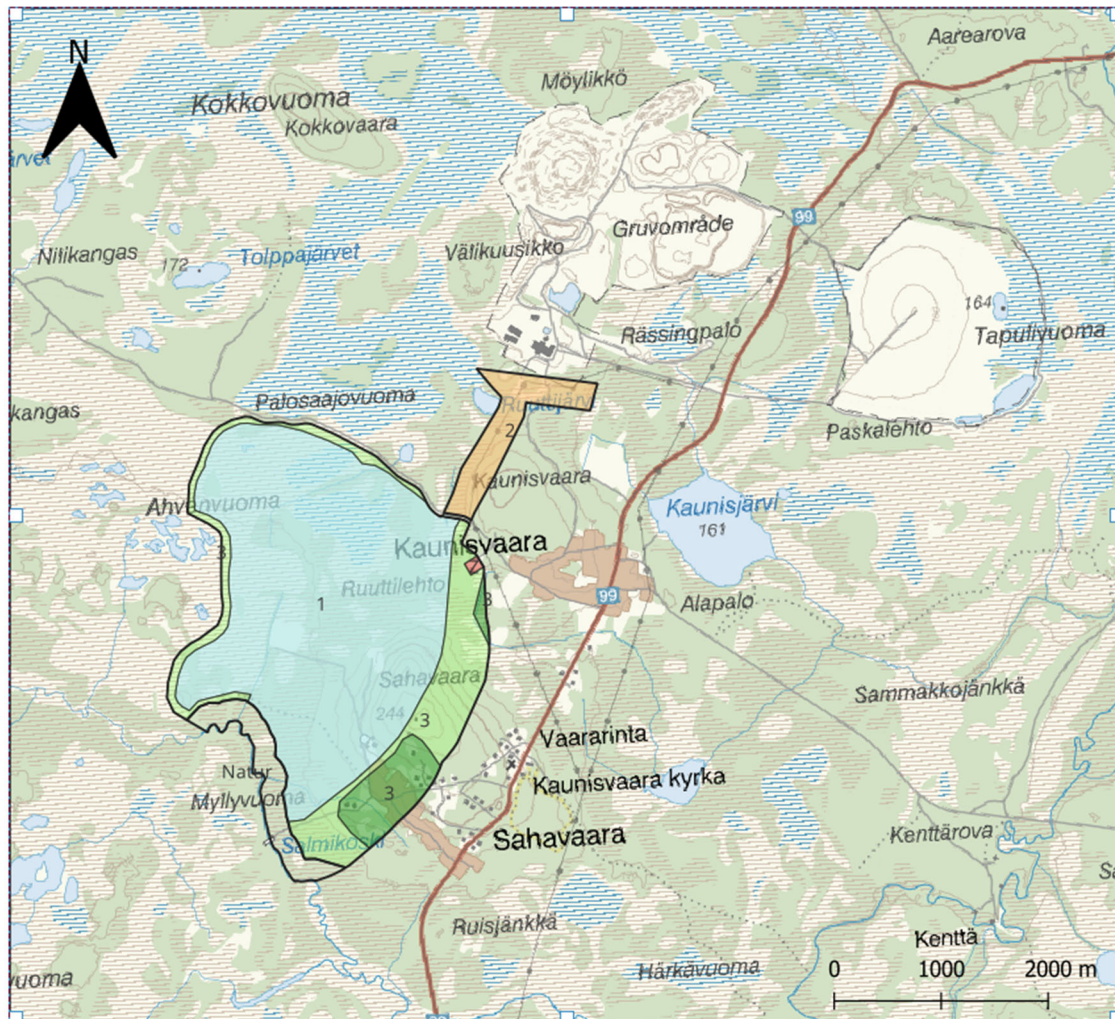 Aarearova
N
Möylikkö
Kokkovuoma
Kokkovaara
99
Gruvområde
Nilikangas
172
Tolppajärvet
Välikuusikko
164
Tapulivuoma
Rässingpalo
Palosaajovuoma
Ruuttijärvi
kangas
2
Paskalehto
Kaunisvaara
Ahvenvuoma
Kaunisjärvi
161
3
Kaunisvaara
Ruuttilehto
1
3
99
Alapalo
Sahavaara
Sammakkojänkkä
244
3
Vaararinta
Natur
Kaunisvaara kyrka
Myllyvuoma
3
Salmikoski
Sahavaara
Kenttärova
Ruisjänkkä
Kenttä
vuoma
Härkävuoma
0 1000 2000 m